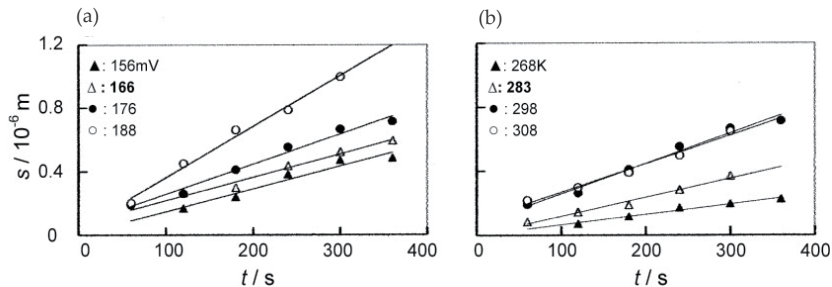 (a)
1.2
0.8
0.4
0
s / 10⁻⁶ m
▲: 156mV
△: 166
●: 176
○: 188
0 100 200 300 400
t / s
(b)
▲: 268K
△: 283
●: 298
○: 308
0 100 200 300 400
t / s